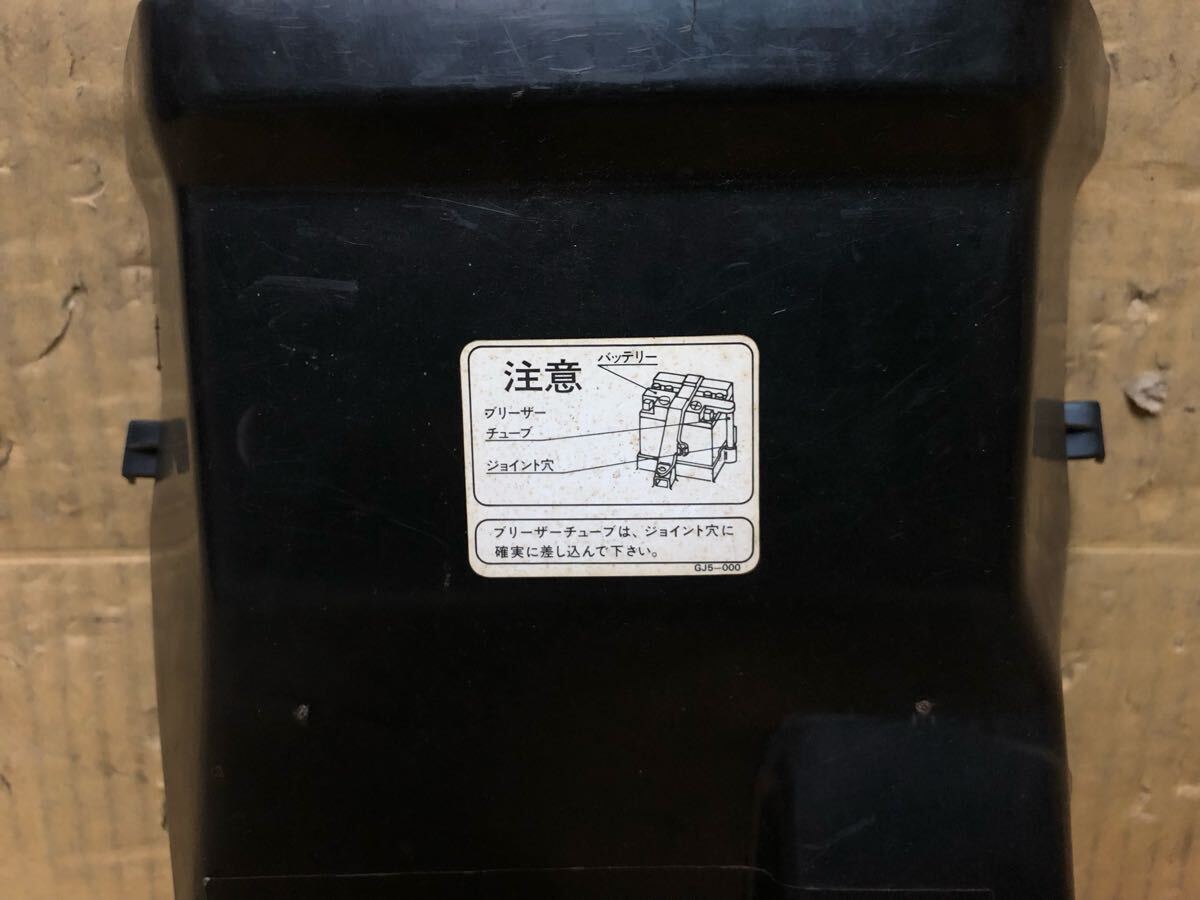 注意
バッテリー
ブリーザー
チューブ
ジョイント穴
ブリーザーチューブは、ジョイント穴に
確実に差し込んで下さい。
GJ5-000